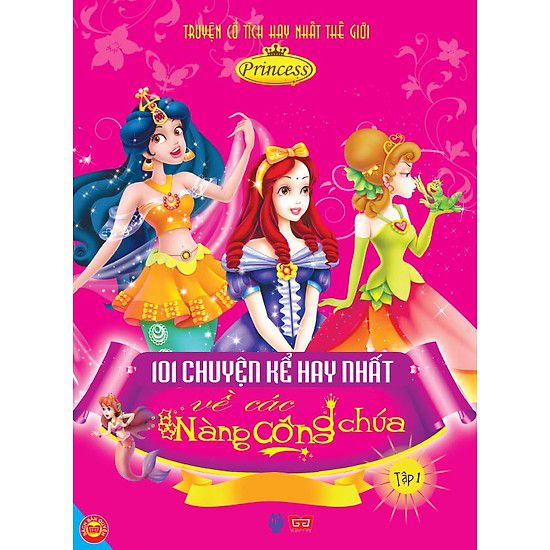 TRUYỆN CỔ TÍCH HAY NHẤT THẾ GIỚI
Princess
101 CHUYỆN KỂ HAY NHẤT
về các
Nàng công chúa
Tập 1